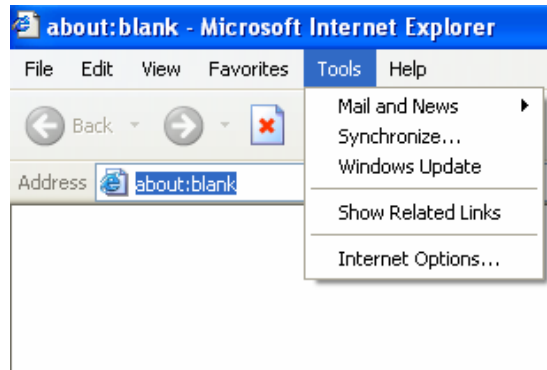 about:blank - Microsoft Internet Explorer
File Edit View Favorites Tools Help
Mail and News
Back
Synchronize...
Windows Update
Address about:blank
Show Related Links
Internet Options...